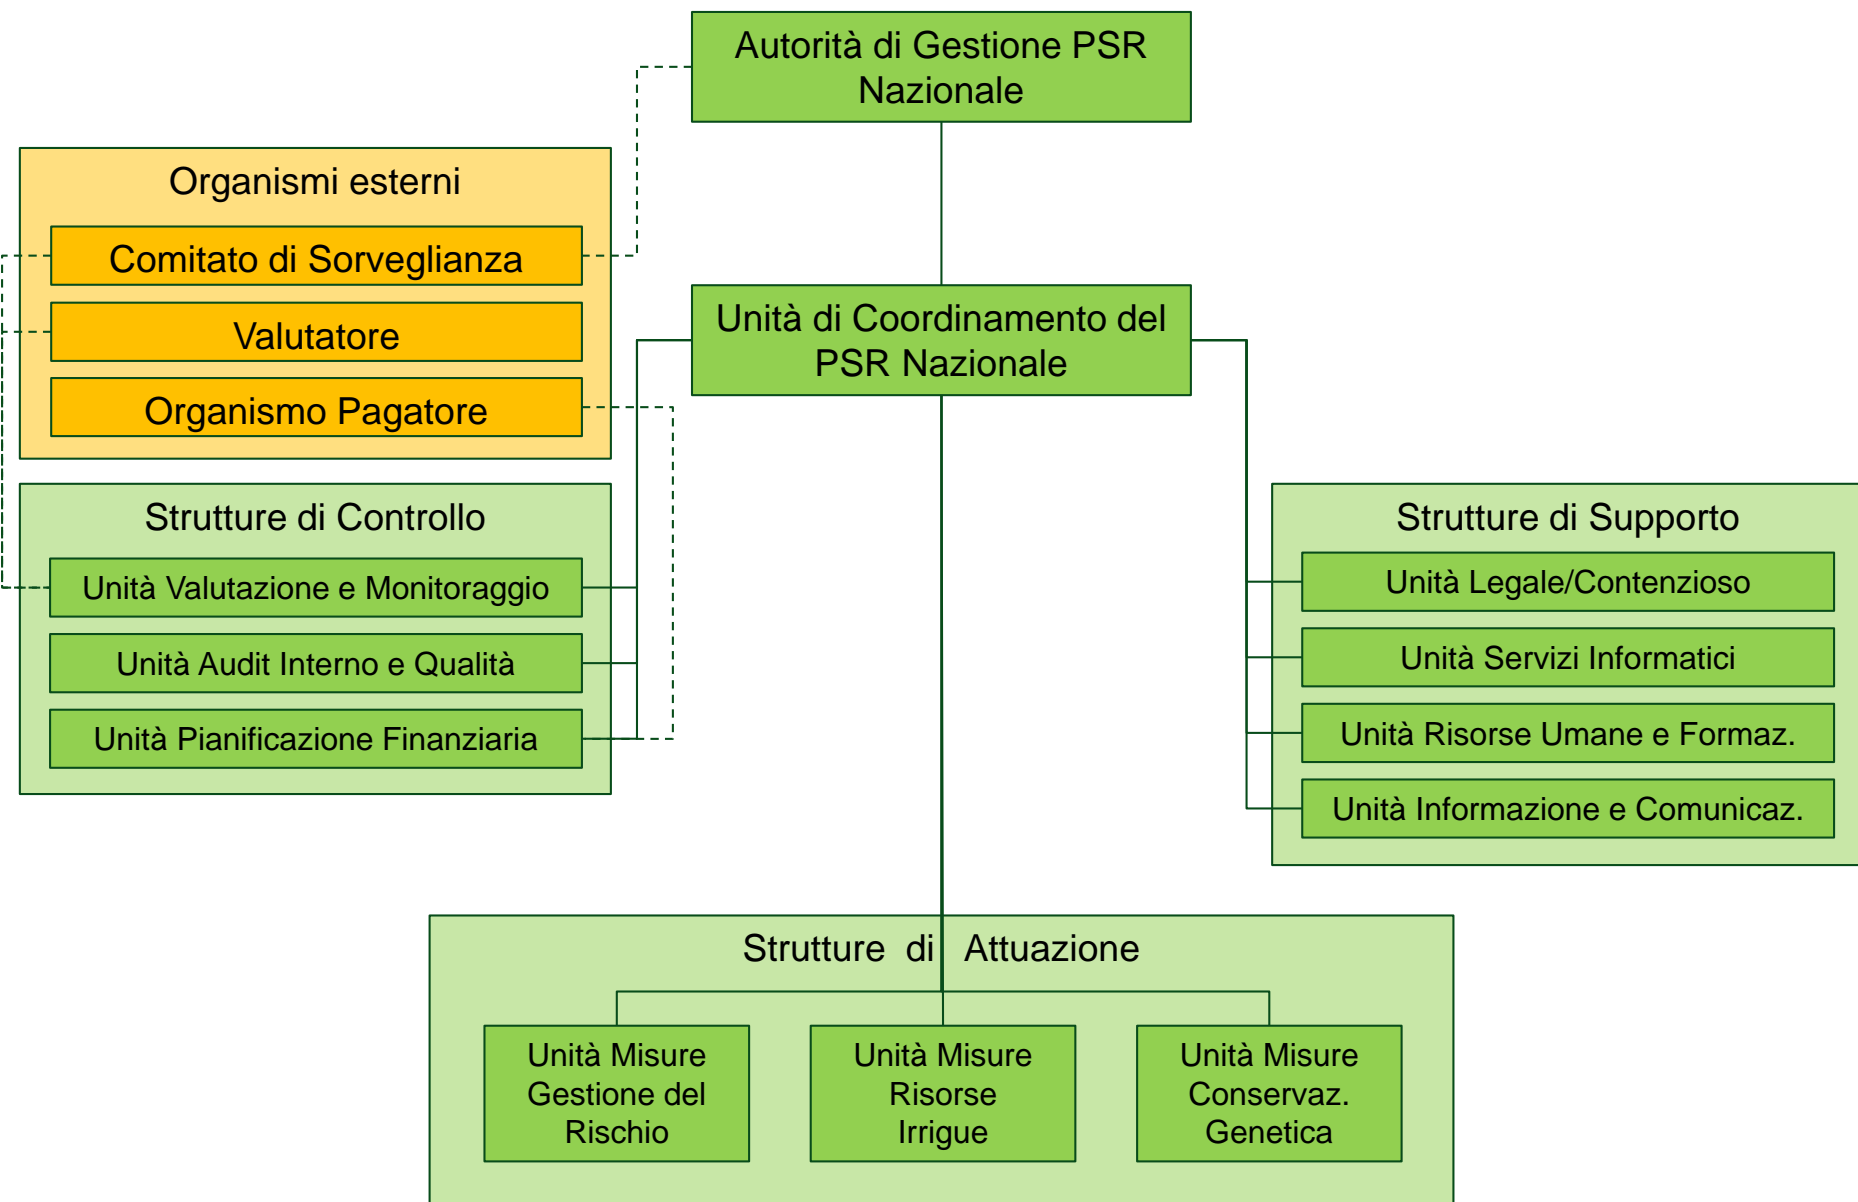 Autorità di Gestione PSR
Nazionale
Organismi esterni
Comitato di Sorveglianza
Valutatore
Organismo Pagatore
Unità di Coordinamento del
PSR Nazionale
Strutture di Controllo
Unità Valutazione e Monitoraggio
Unità Audit Interno e Qualità
Unità Pianificazione Finanziaria
Strutture di Supporto
Unità Legale/Contenzioso
Unità Servizi Informatici
Unità Risorse Umane e Formaz.
Unità Informazione e Comunicaz.
Strutture di Attuazione
Unità Misure
Gestione del
Rischio
Unità Misure
Risorse
Irrigue
Unità Misure
Conservaz.
Genetica